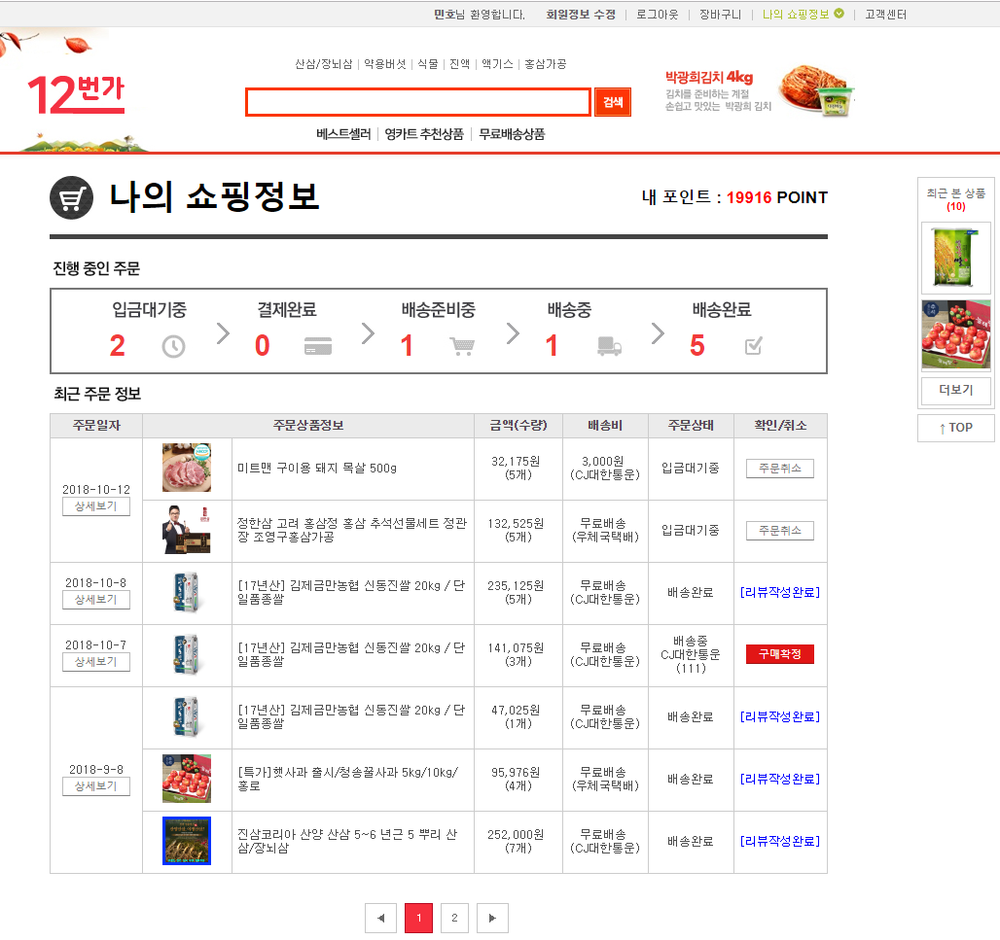 민호님 환영합니다. 회원정보 수정 | 로그아웃 | 장바구니 | 나의 쇼핑정보 | 고객센터
산삼/장뇌삼 | 약용버섯 | 식물 | 진액 | 엑기스 | 홍삼가공
12번가
검색
베스트셀러 | 영카트 추천상품 | 무료배송상품
박광희김치 4kg
김치를 준비하는 계절
손쉽고 맛있는 박광희 김치
나의 쇼핑정보
내 포인트 : 19916 POINT
최근 본 상품
(10)
더보기
↑ TOP
진행 중인 주문
입금대기중 결제완료 배송준비중 배송중 배송완료
2 0 1 1 5
최근 주문 정보
주문일자 주문상품정보 금액(수량) 배송비 주문상태 확인/취소
2018-10-12
상세보기
미트맨 구이용 돼지 목살 500g
32,175원
(5개)
3,000원
(CJ대한통운)
입금대기중
주문취소
정한삼 고려 홍삼정 홍삼 추석선물세트 정관
장 조영구홍삼가공
132,525원
(5개)
무료배송
(우체국택배)
입금대기중
주문취소
2018-10-8
상세보기
[17년산] 김제금만농협 신동진쌀 20kg / 단
일품종쌀
235,125원
(5개)
무료배송
(CJ대한통운)
배송완료
[리뷰작성완료]
2018-10-7
상세보기
[17년산] 김제금만농협 신동진쌀 20kg / 단
일품종쌀
141,075원
(3개)
무료배송
(CJ대한통운)
배송중
CJ대한통운
(111)
구매확정
2018-9-8
상세보기
[17년산] 김제금만농협 신동진쌀 20kg / 단
일품종쌀
47,025원
(1개)
무료배송
(CJ대한통운)
배송완료
[리뷰작성완료]
[특가]햇사과 출시/청송꿀사과 5kg/10kg/
홍로
95,976원
(4개)
무료배송
(우체국택배)
배송완료
[리뷰작성완료]
진삼코리아 산양 산삼 5~6 년근 5 뿌리 산
삼/장뇌삼
252,000원
(7개)
무료배송
(CJ대한통운)
배송완료
[리뷰작성완료]
◀ 1 2 ▶